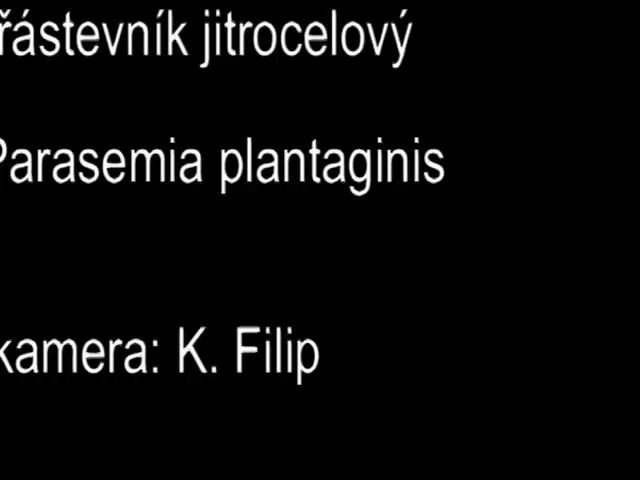 řástevník jitrocelový
Parasemia plantaginis
kamera: K. Filip